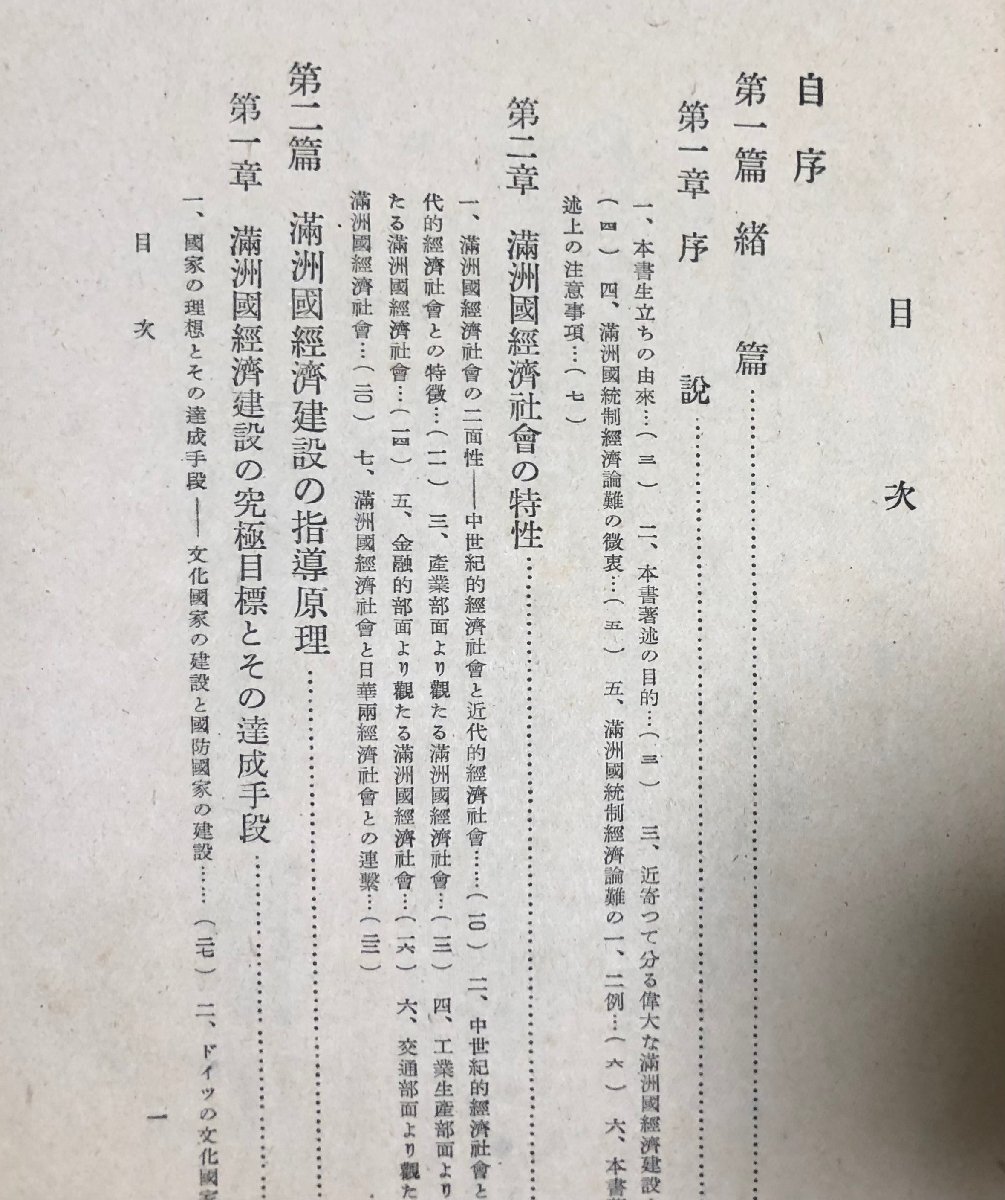 目次
自序
第一篇 緒篇……
第一章 序說……
一、本書生立ちの由來…(三) 二、本書著述の目的…(三) 三、近寄つて分る偉大な滿洲國經濟建設
(四) 四、滿洲國統制經濟論難の微衷…(五) 五、滿洲國統制經濟論難の一、二例…(六) 六、本書
述上の注意事項…(七)
第二章 滿洲國經濟社會の特性……
一、滿洲國經濟社會の二面性――中世紀的經濟社會と近代的經濟社會……(一〇) 二、中世紀的經濟社會と
代的經濟社會との特徵…(一一) 三、產業部面より觀たる滿洲國經濟社會…(一三) 四、工業生產部面より
たる滿洲國經濟社會…(一四) 五、金融的部面より觀たる滿洲國經濟社會…(一六) 六、交通部面より觀た
滿洲國經濟社會…(二〇) 七、滿洲國經濟社會と日華兩經濟社會との連繫…(二三)
第二篇 滿洲國經濟建設の指導原理……
第一章 滿洲國經濟建設の究極目標とその達成手段……
一、國家の理想とその達成手段――文化國家の建設と國防國家の建設……(二七) 二、ドイツの文化國家
目次 一